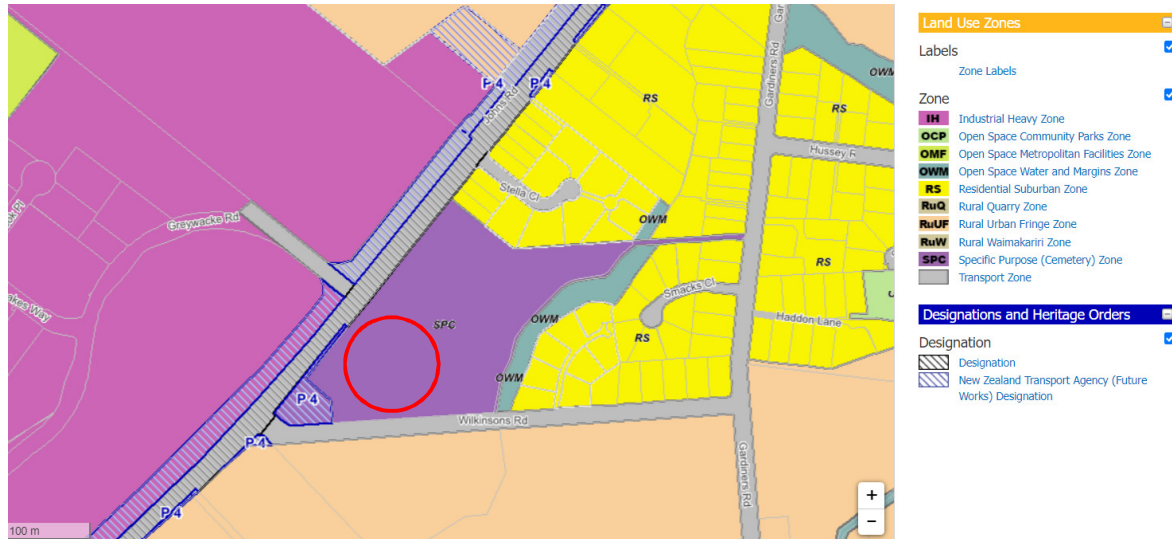 P 4
P 4
Johns Rd
RS
Gardiners Rd
OWM
RS
Hussey R
Stella Cl
OWM
Greywacke Rd
RS
Smacks Cl
SPC
OWM
RS
Haddon Lane
OWM
P 4
Wilkinsons Rd
P 4
Gardiners Rd
P 4
100 m
+
−
Land Use Zones
Labels
Zone Labels
Zone
IH Industrial Heavy Zone
OCP Open Space Community Parks Zone
OMF Open Space Metropolitan Facilities Zone
OWM Open Space Water and Margins Zone
RS Residential Suburban Zone
RuQ Rural Quarry Zone
RuUF Rural Urban Fringe Zone
RuW Rural Waimakariri Zone
SPC Specific Purpose (Cemetery) Zone
Transport Zone
Designations and Heritage Orders
Designation
Designation
New Zealand Transport Agency (Future
Works) Designation